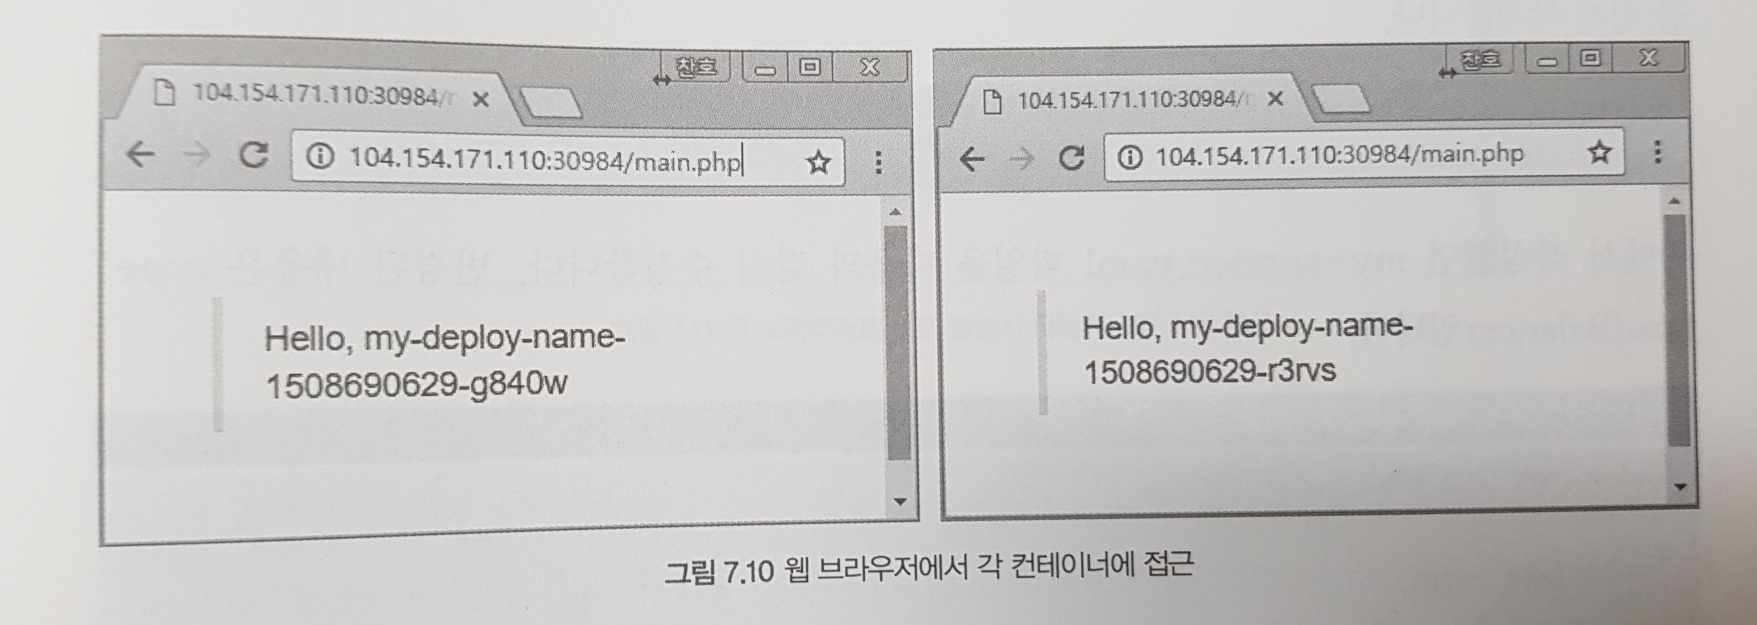 찬호
104.154.171.110:30984/
104.154.171.110:30984/main.php
Hello, my-deploy-name-
1508690629-g840w
찬호
104.154.171.110:30984/
104.154.171.110:30984/main.php
Hello, my-deploy-name-
1508690629-r3rvs
그림 7.10 웹 브라우저에서 각 컨테이너에 접근